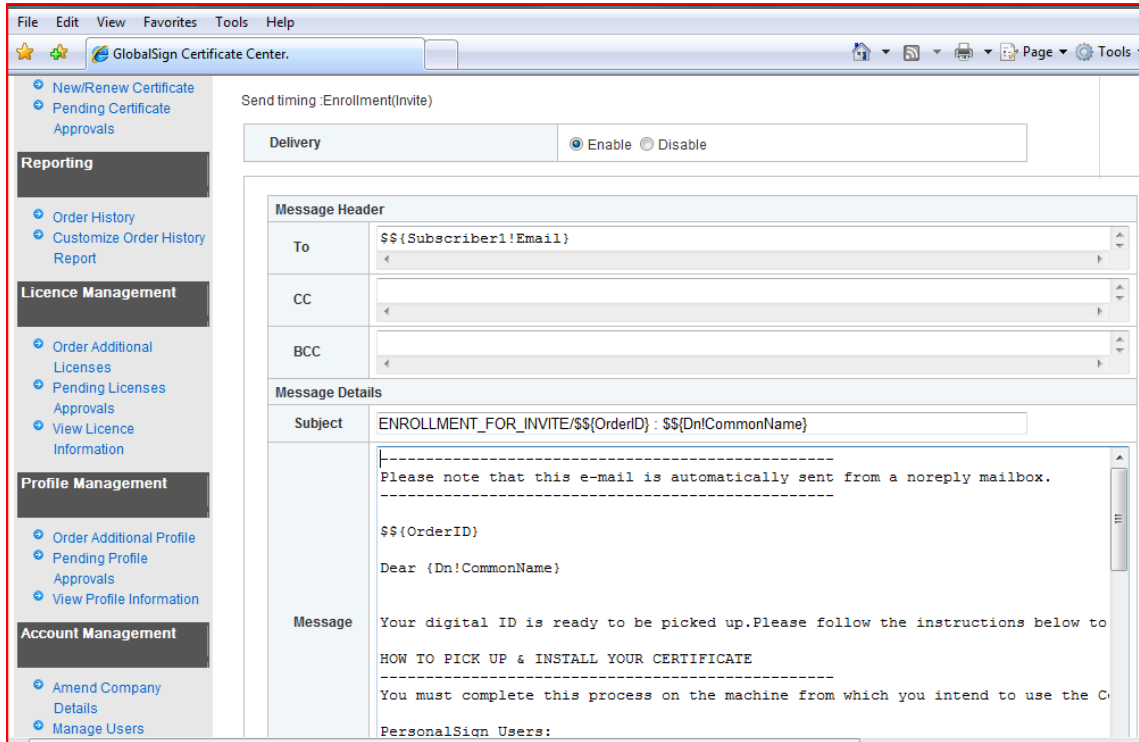 File Edit View Favorites Tools Help
GlobalSign Certificate Center.
Page Tools
New/Renew Certificate
Pending Certificate
Approvals
Reporting
Order History
Customize Order History
Report
Licence Management
Order Additional
Licenses
Pending Licenses
Approvals
View Licence
Information
Profile Management
Order Additional Profile
Pending Profile
Approvals
View Profile Information
Account Management
Amend Company
Details
Manage Users
Send timing :Enrollment(Invite)
Delivery Enable Disable
Message Header
To $${Subscriber1!Email}
CC
BCC
Message Details
Subject ENROLLMENT_FOR_INVITE/$${OrderID} : $${Dn!CommonName}
--------------------------------------------------
Please note that this e-mail is automatically sent from a noreply mailbox.
--------------------------------------------------
$${OrderID}
Dear {Dn!CommonName}
Message
Your digital ID is ready to be picked up.Please follow the instructions below to
HOW TO PICK UP & INSTALL YOUR CERTIFICATE
--------------------------------------------------
You must complete this process on the machine from which you intend to use the
PersonalSign Users: